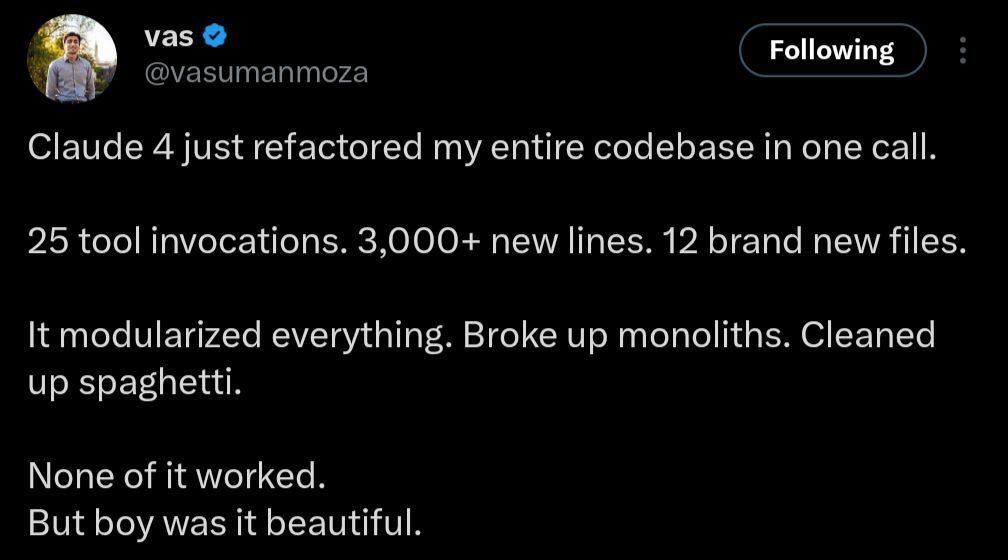 vas
@vasumanmoza
Following
Claude 4 just refactored my entire codebase in one call.
25 tool invocations. 3,000+ new lines. 12 brand new files.
It modularized everything. Broke up monoliths. Cleaned
up spaghetti.
None of it worked.
But boy was it beautiful.